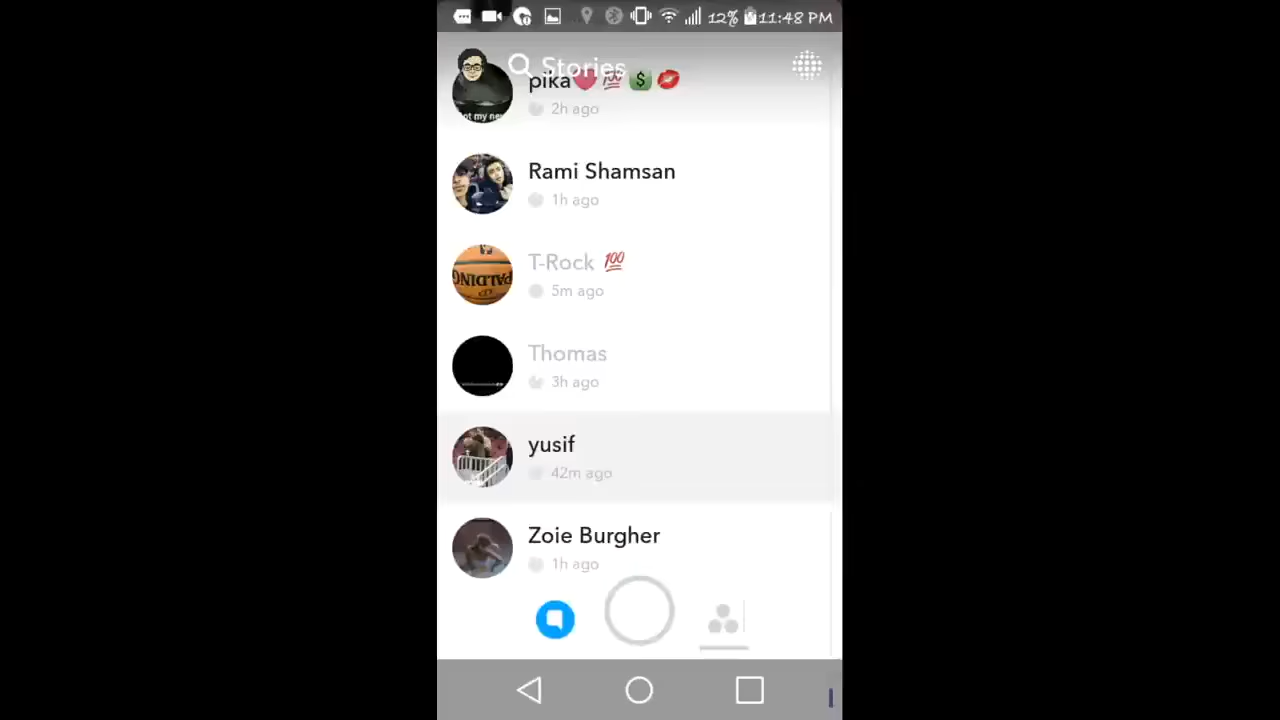 12% 11:48 PM
Stories
pika❤💯💲💋
2h ago
Rami Shamsan
1h ago
T-Rock 💯
5m ago
Thomas
3h ago
yusif
42m ago
Zoie Burgher
1h ago